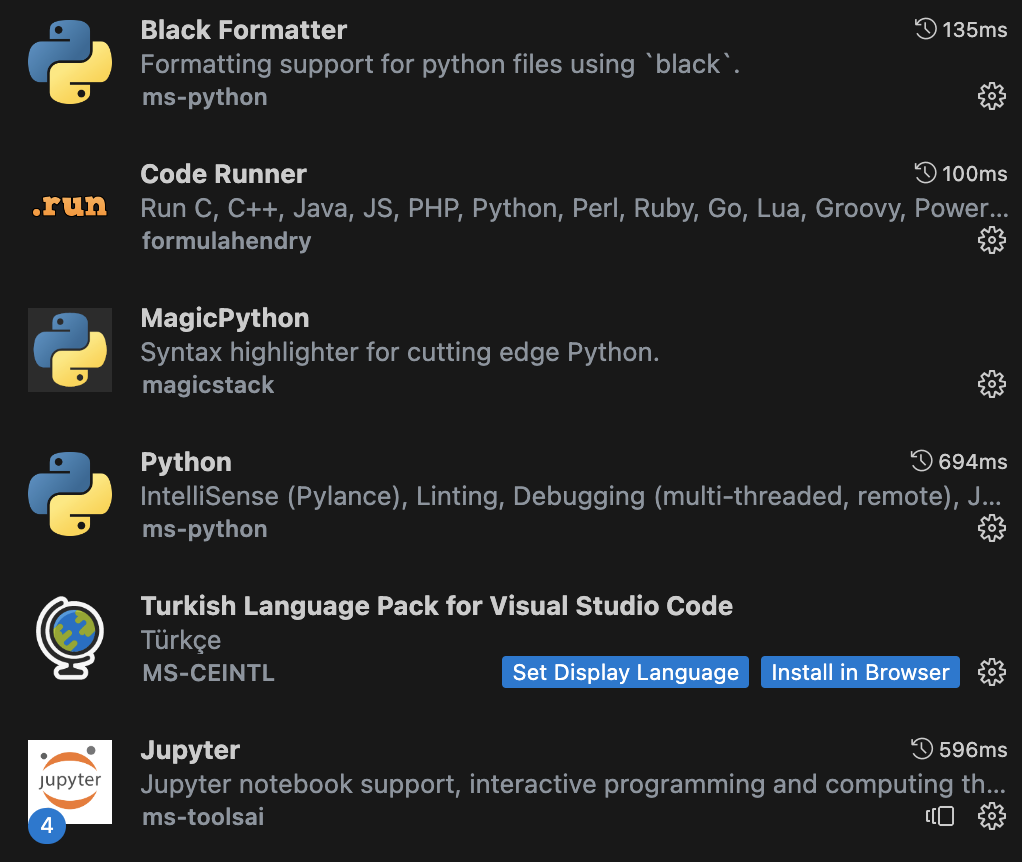 Black Formatter
135ms
Formatting support for python files using `black`.
ms-python
Code Runner
100ms
.run
Run C, C++, Java, JS, PHP, Python, Perl, Ruby, Go, Lua, Groovy, Power...
formulahendry
MagicPython
Syntax highlighter for cutting edge Python.
magicstack
Python
694ms
IntelliSense (Pylance), Linting, Debugging (multi-threaded, remote), J...
ms-python
Turkish Language Pack for Visual Studio Code
Türkçe
MS-CEINTL
Set Display Language
Install in Browser
Jupyter
596ms
jupyter
Jupyter notebook support, interactive programming and computing th...
ms-toolsai
4